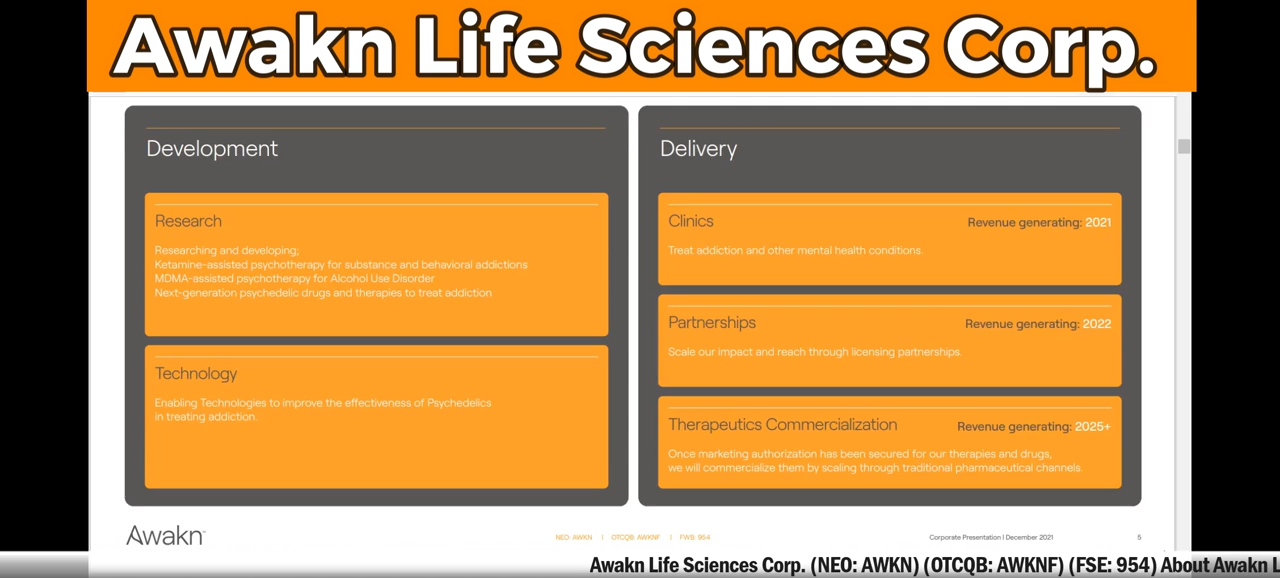 Awakn Life Sciences Corp.
Development
Research
Researching and developing;
Ketamine-assisted psychotherapy for substance and behavioral addictions
MDMA-assisted psychotherapy for Alcohol Use Disorder
Next-generation psychedelic drugs and therapies to treat addiction
Technology
Enabling Technologies to improve the effectiveness of Psychedelics
in treating addiction.
Delivery
Clinics
Revenue generating: 2021
Treat addiction and other mental health conditions.
Partnerships
Revenue generating: 2022
Scale our impact and reach through licensing partnerships.
Therapeutics Commercialization
Revenue generating: 2025+
Once marketing authorization has been secured for our therapies and drugs,
we will commercialize them by scaling through traditional pharmaceutical channels.
Awakn™
NEO: AWKN | OTCQB: AWKNF | FWB: 954
Corporate Presentation | December 2021
5
Awakn Life Sciences Corp. (NEO: AWKN) (OTCQB: AWKNF) (FSE: 954) About Awakn L